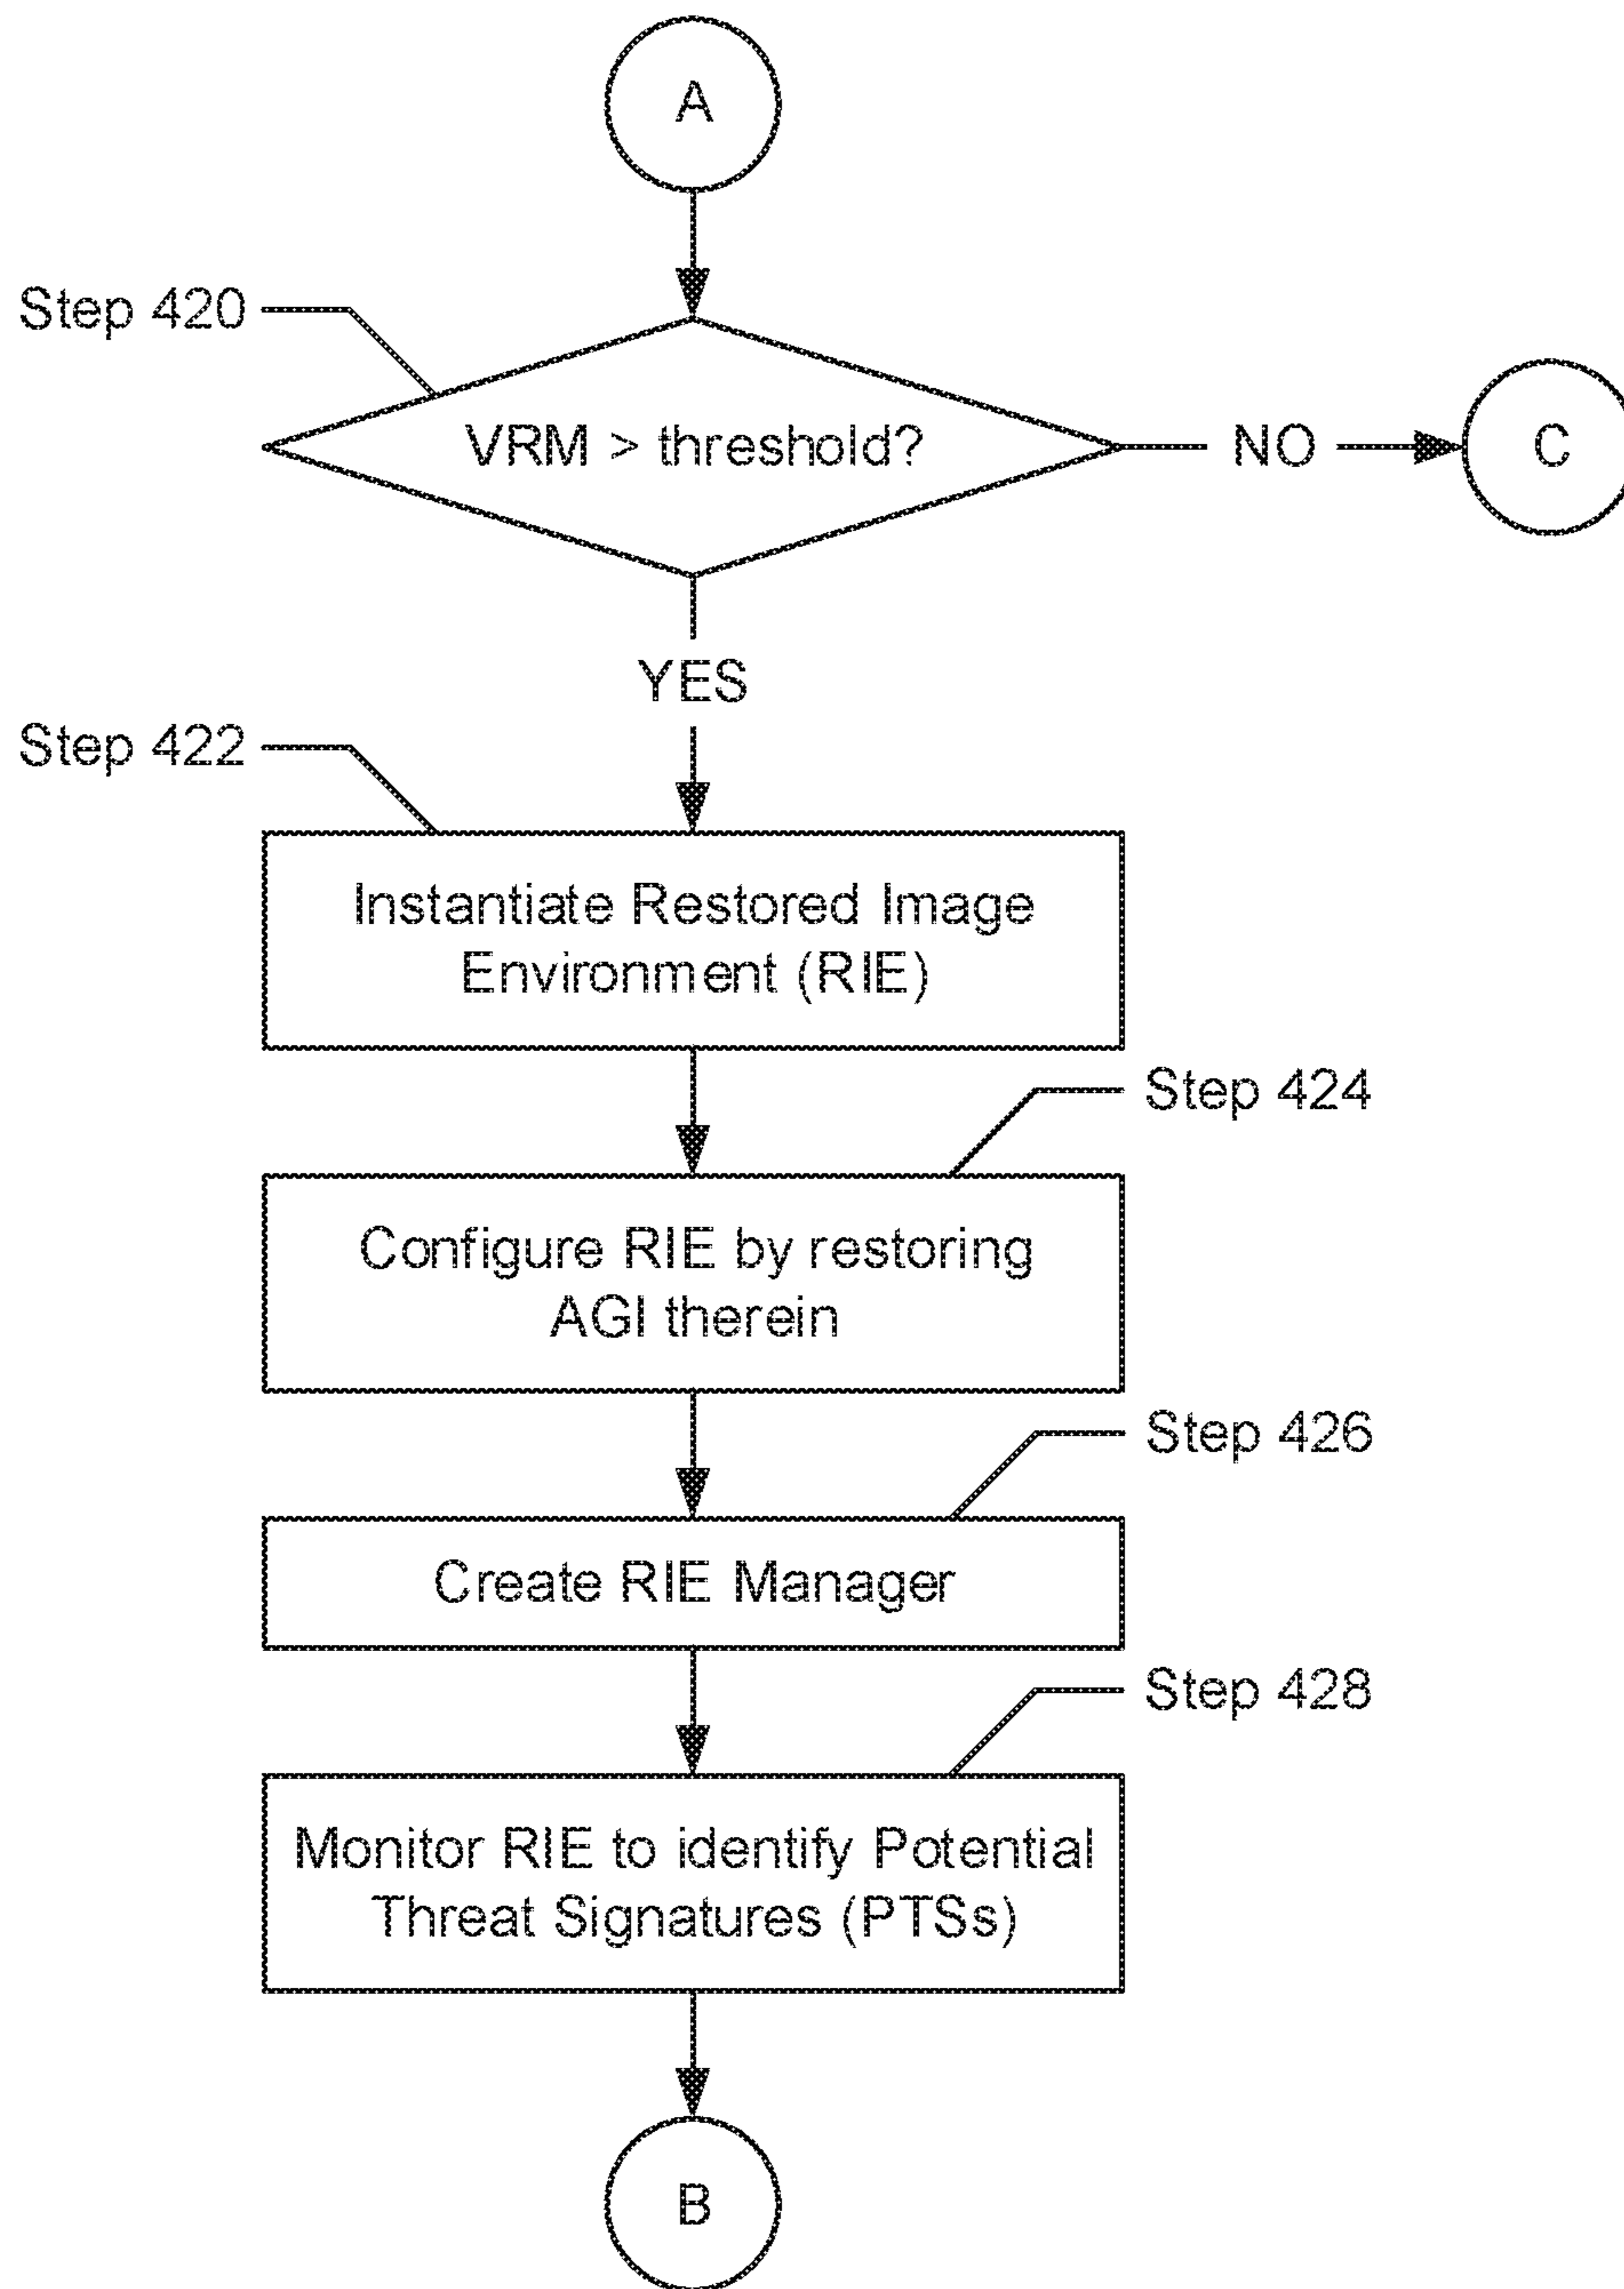 A
Step 420
VRM > threshold?
NO
C
YES
Step 422
Instantiate Restored Image
Environment (RIE)
Step 424
Configure RIE by restoring
AGI therein
Step 426
Create RIE Manager
Step 428
Monitor RIE to identify Potential
Threat Signatures (PTSs)
B